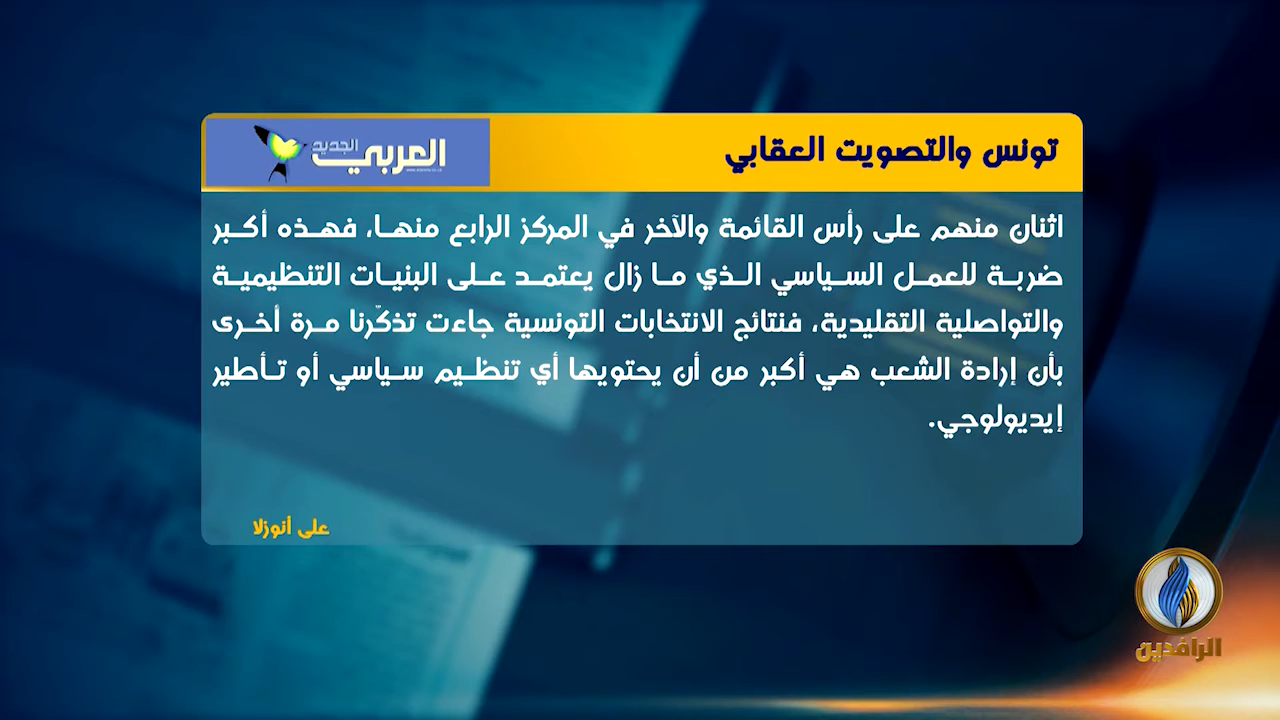 تونس والتصويت العقابي
العربي الجديد
اثنان منهم على رأس القائمة والآخر في المركز الرابع منها، فهذه أكبر
ضربة للعمل السياسي الذي ما زال يعتمد على البنيات التنظيمية
والتواصلية التقليدية، فنتائج الانتخابات التونسية جاءت تذكّرنا مرة أخرى
بأن إرادة الشعب هي أكبر من أن يحتويها أي تنظيم سياسي أو تأطير
إيديولوجي.
على أنوزلا
الرافدين